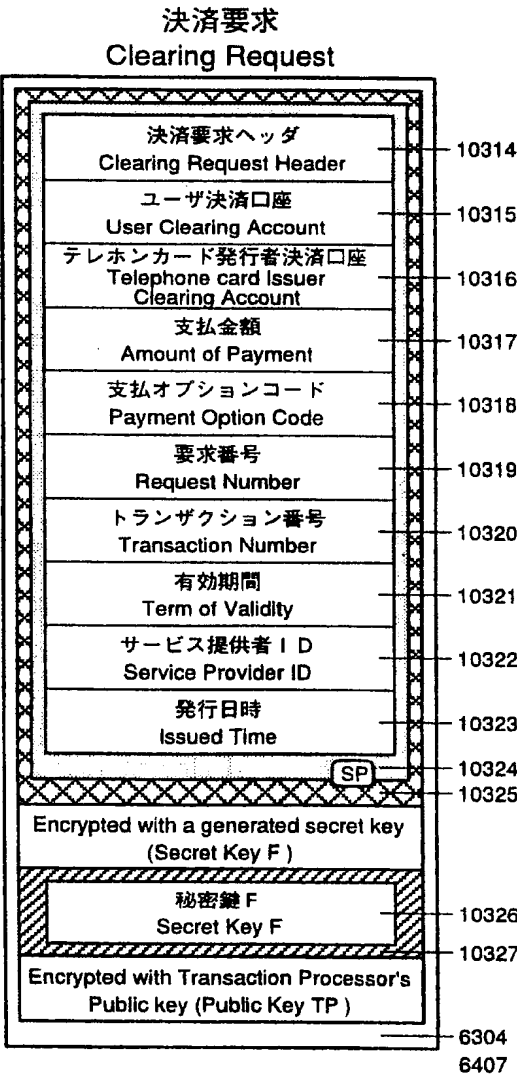 決済要求
Clearing Request
決済要求ヘッダ
Clearing Request Header
10314
ユーザ決済口座
User Clearing Account
10315
テレホンカード発行者決済口座
Telephone card Issuer
Clearing Account
10316
支払金額
Amount of Payment
10317
支払オプションコード
Payment Option Code
10318
要求番号
Request Number
10319
トランザクション番号
Transaction Number
10320
有効期間
Term of Validity
10321
サービス提供者ID
Service Provider ID
10322
発行日時
Issued Time
10323
SP
10324
10325
Encrypted with a generated secret key
(Secret Key F )
秘密鍵 F
Secret Key F
10326
10327
Encrypted with Transaction Processor's
Public key (Public Key TP )
6304
6407